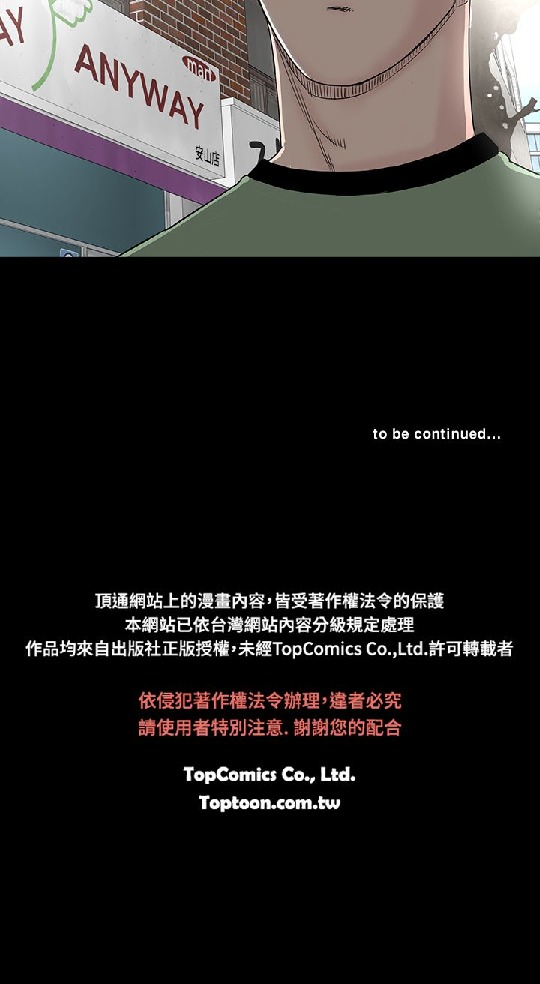 AY
ANYWAY
man
安山店
to be continued...
頂通網站上的漫畫內容，皆受著作權法令的保護
本網站已依台灣網站內容分級規定處理
作品均來自出版社正版授權，未經TopComics Co.,Ltd.許可轉載者
依侵犯著作權法令辦理，違者必究
請使用者特別注意. 謝謝您的配合
TopComics Co., Ltd.
Toptoon.com.tw